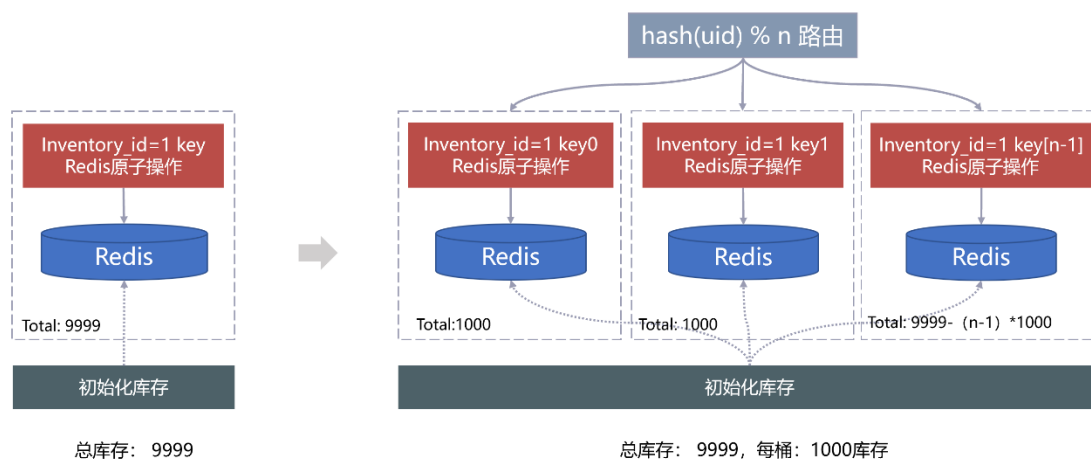 hash(uid) % n 路由
Inventory_id=1 key
Redis原子操作
Inventory_id=1 key0
Redis原子操作
Inventory_id=1 key1
Redis原子操作
Inventory_id=1 key[n-1]
Redis原子操作
Redis
Redis
Redis
Redis
Total: 9999
Total:1000
Total: 1000
Total: 9999-（n-1）*1000
初始化库存
初始化库存
总库存： 9999
总库存： 9999，每桶：1000库存